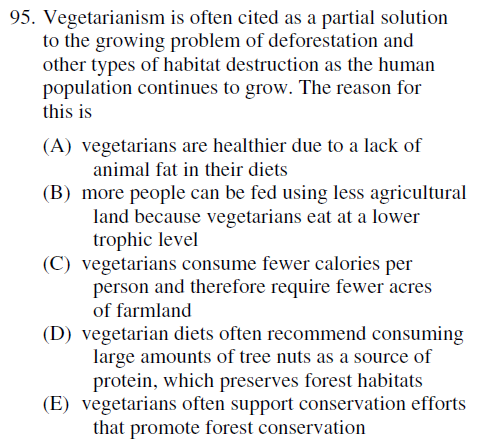 95. Vegetarianism is often cited as a partial solution
to the growing problem of deforestation and
other types of habitat destruction as the human
population continues to grow. The reason for
this is
(A) vegetarians are healthier due to a lack of
animal fat in their diets
(B) more people can be fed using less agricultural
land because vegetarians eat at a lower
trophic level
(C) vegetarians consume fewer calories per
person and therefore require fewer acres
of farmland
(D) vegetarian diets often recommend consuming
large amounts of tree nuts as a source of
protein, which preserves forest habitats
(E) vegetarians often support conservation efforts
that promote forest conservation